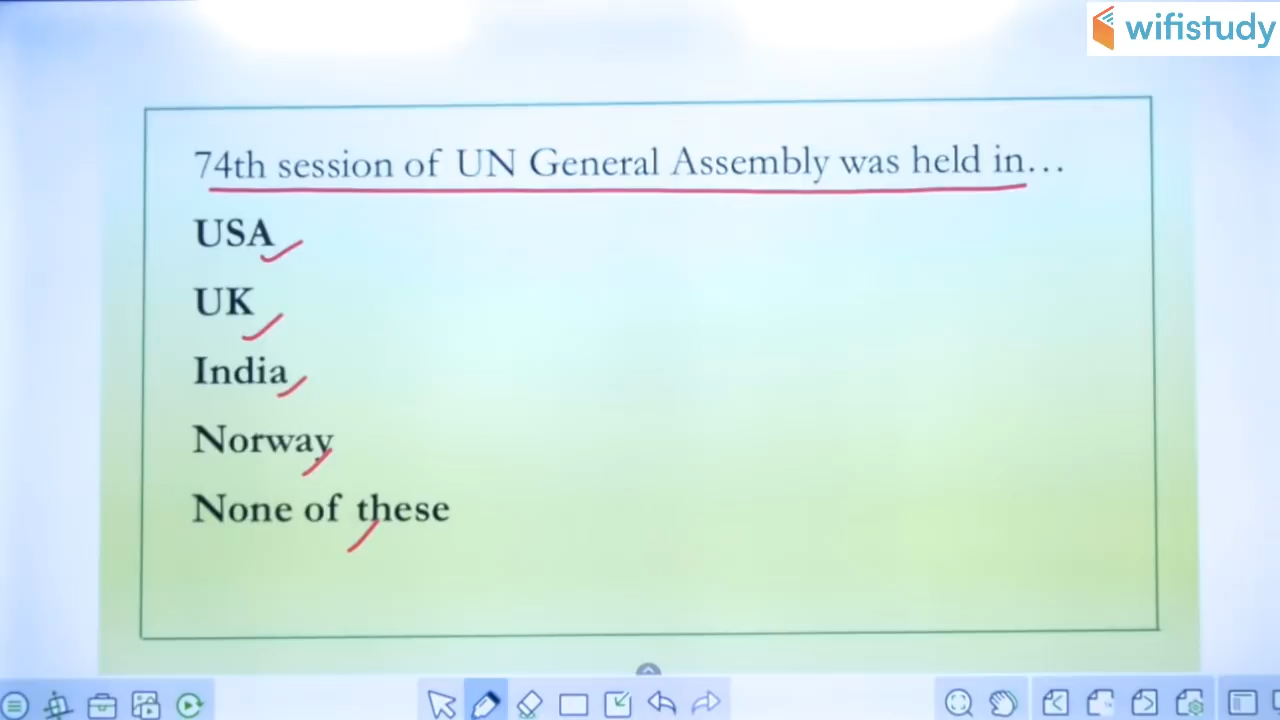 wifistudy
74th session of UN General Assembly was held in…
USA
UK
India
Norway
None of these